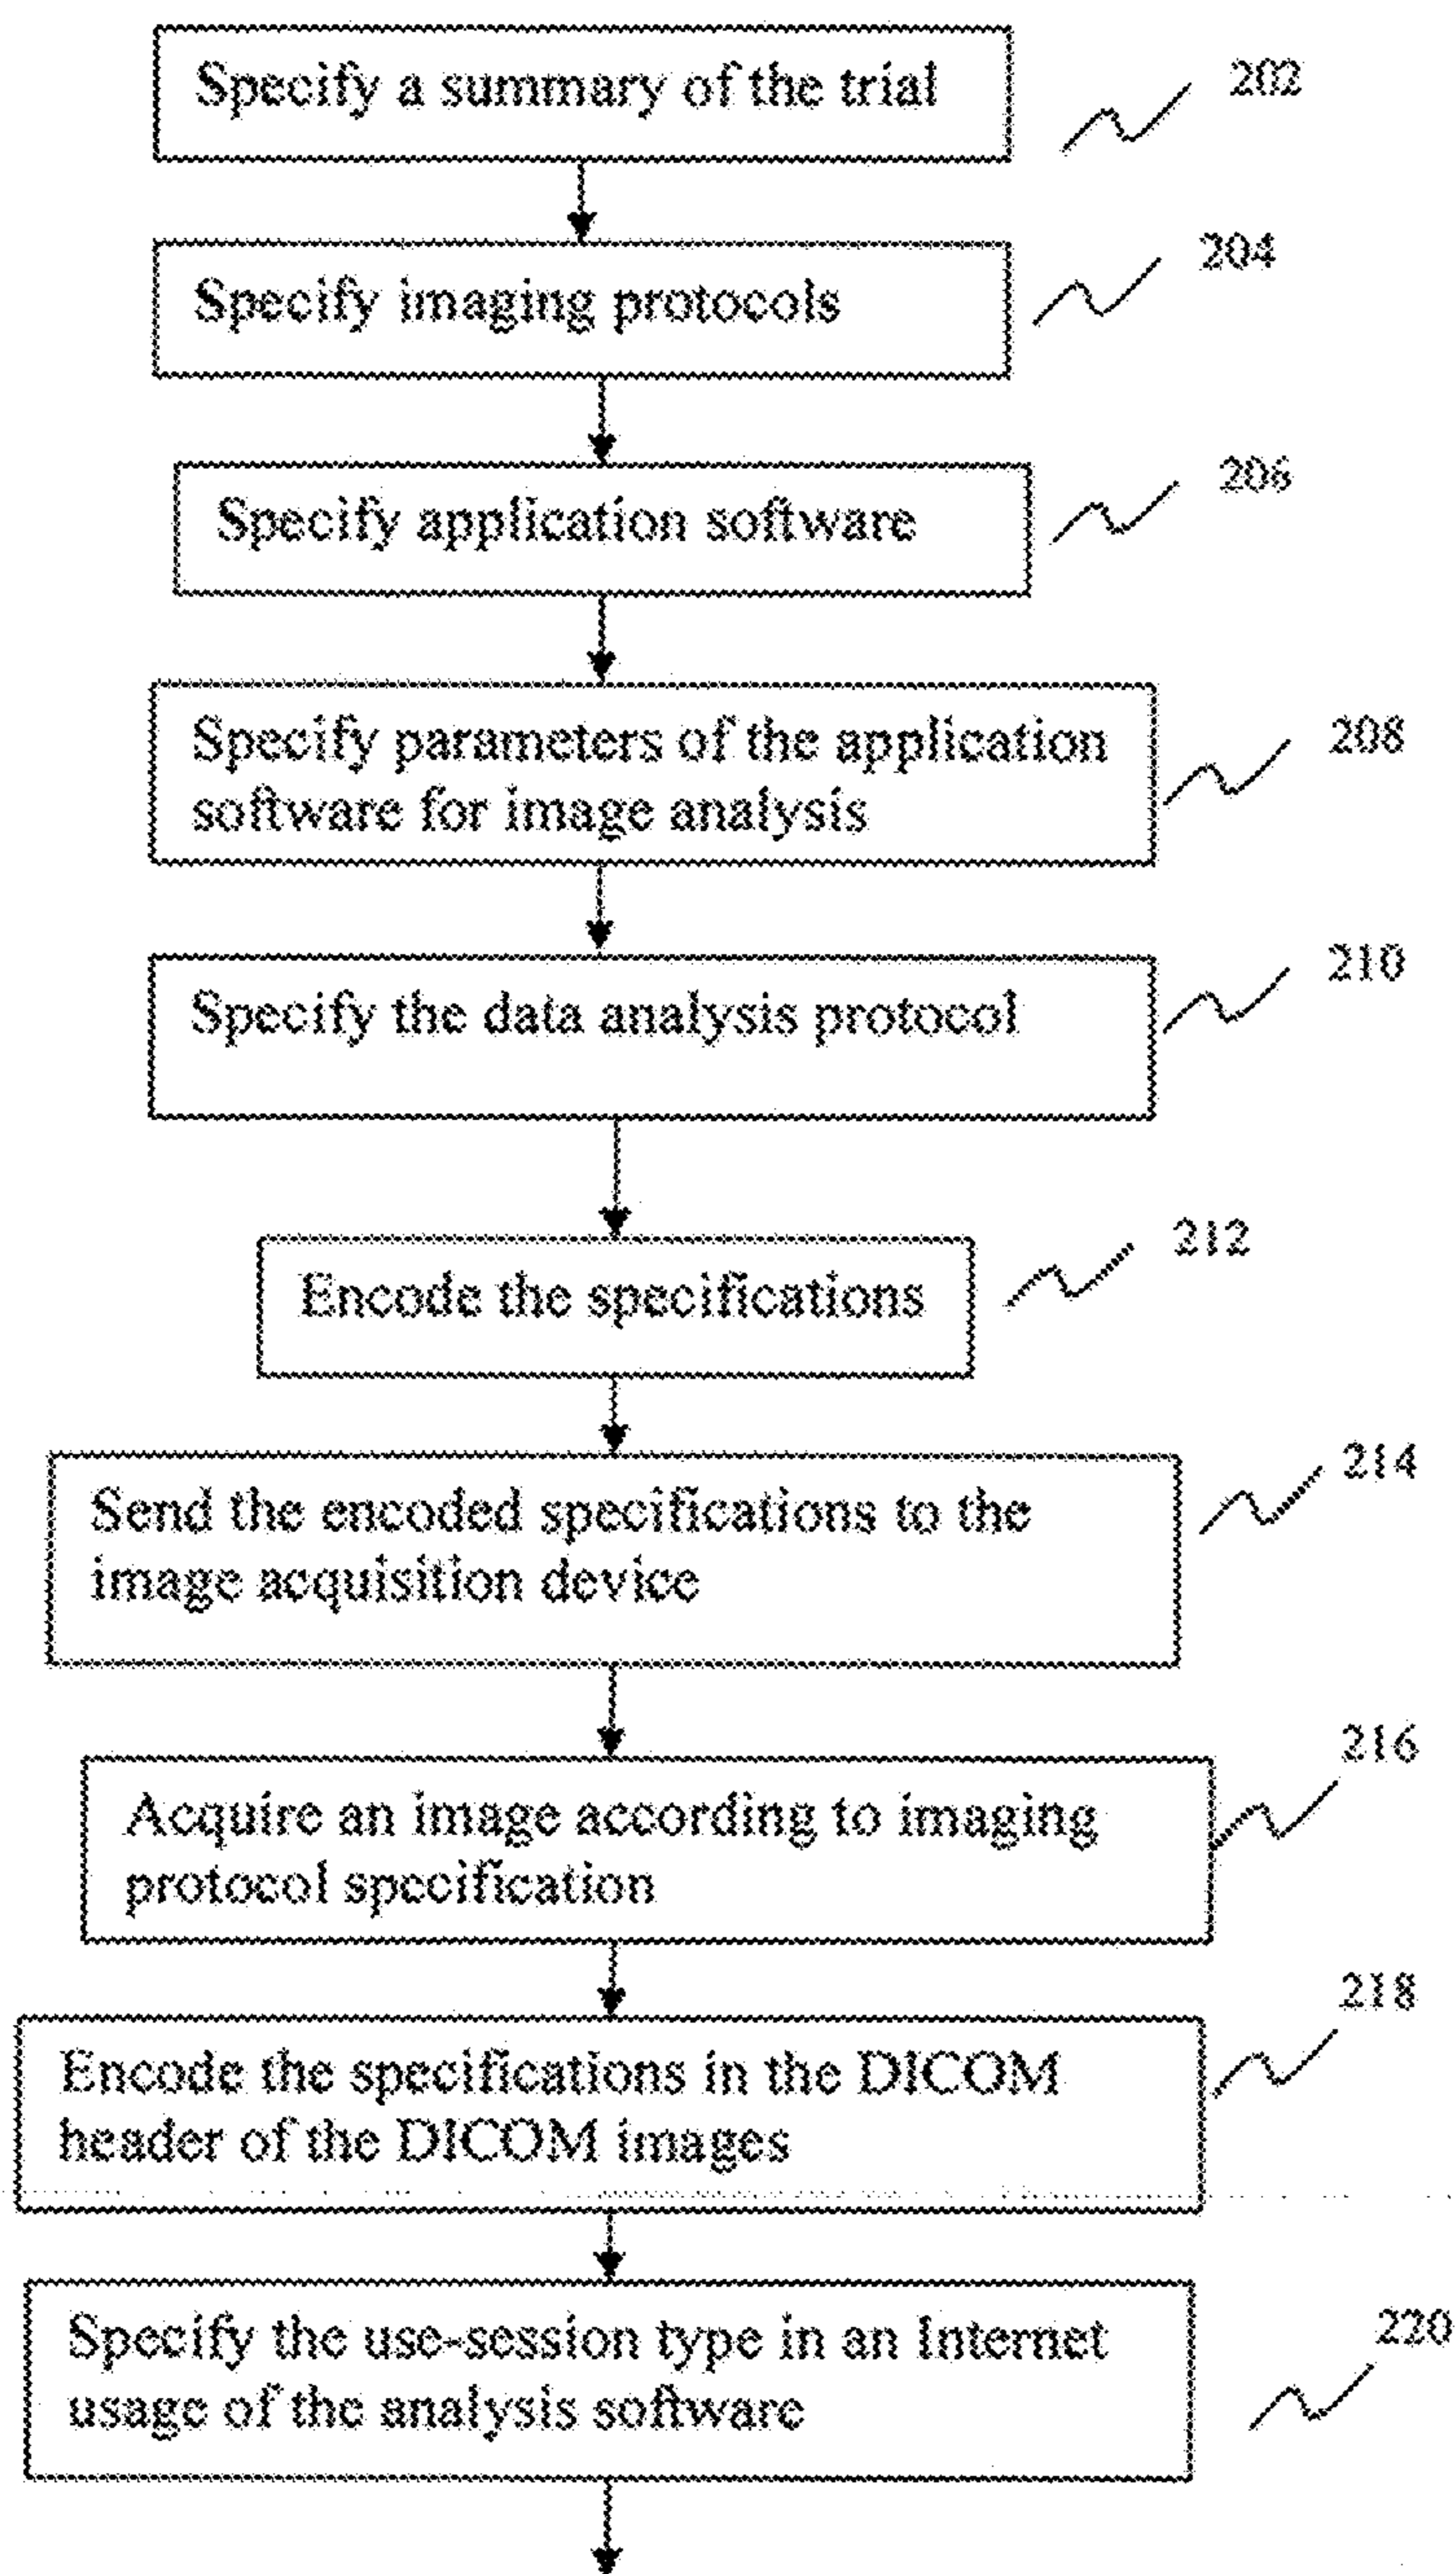 Specify a summary of the trial
202
Specify imaging protocols
204
Specify application software
206
Specify parameters of the application
software for image analysis
208
Specify the data analysis protocol
210
Encode the specifications
212
Send the encoded specifications to the
image acquisition device
214
Acquire an image according to imaging
protocol specification
216
Encode the specifications in the DICOM
header of the DICOM images
218
Specify the use-session type in an Internet
usage of the analysis software
220